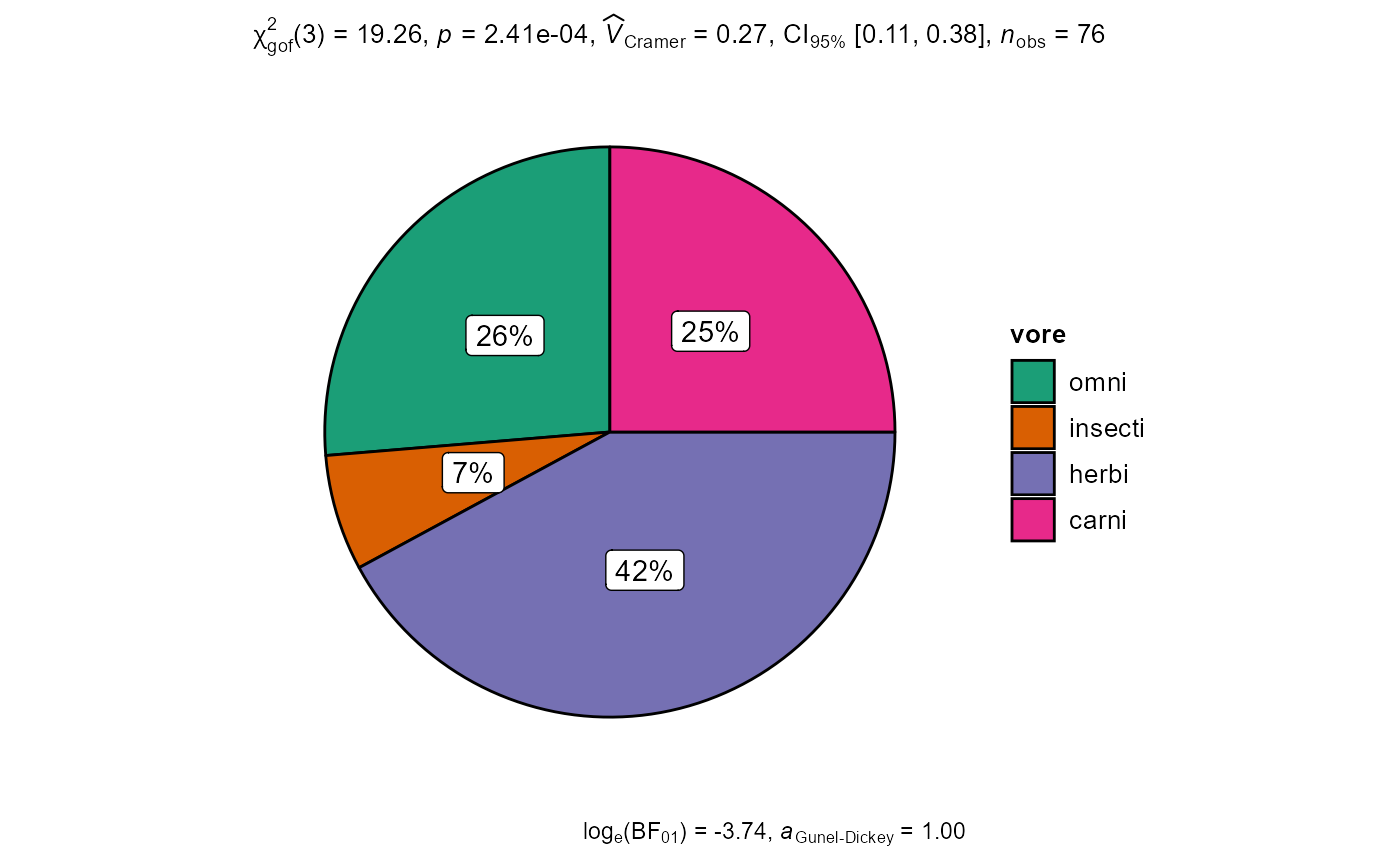 χ²gof(3) = 19.26, p = 2.41e-04, V̂Cramer = 0.27, CI95% [0.11, 0.38], nobs = 76
26%
25%
7%
42%
vore
omni
insecti
herbi
carni
loge(BF01) = -3.74, aGunel-Dickey = 1.00